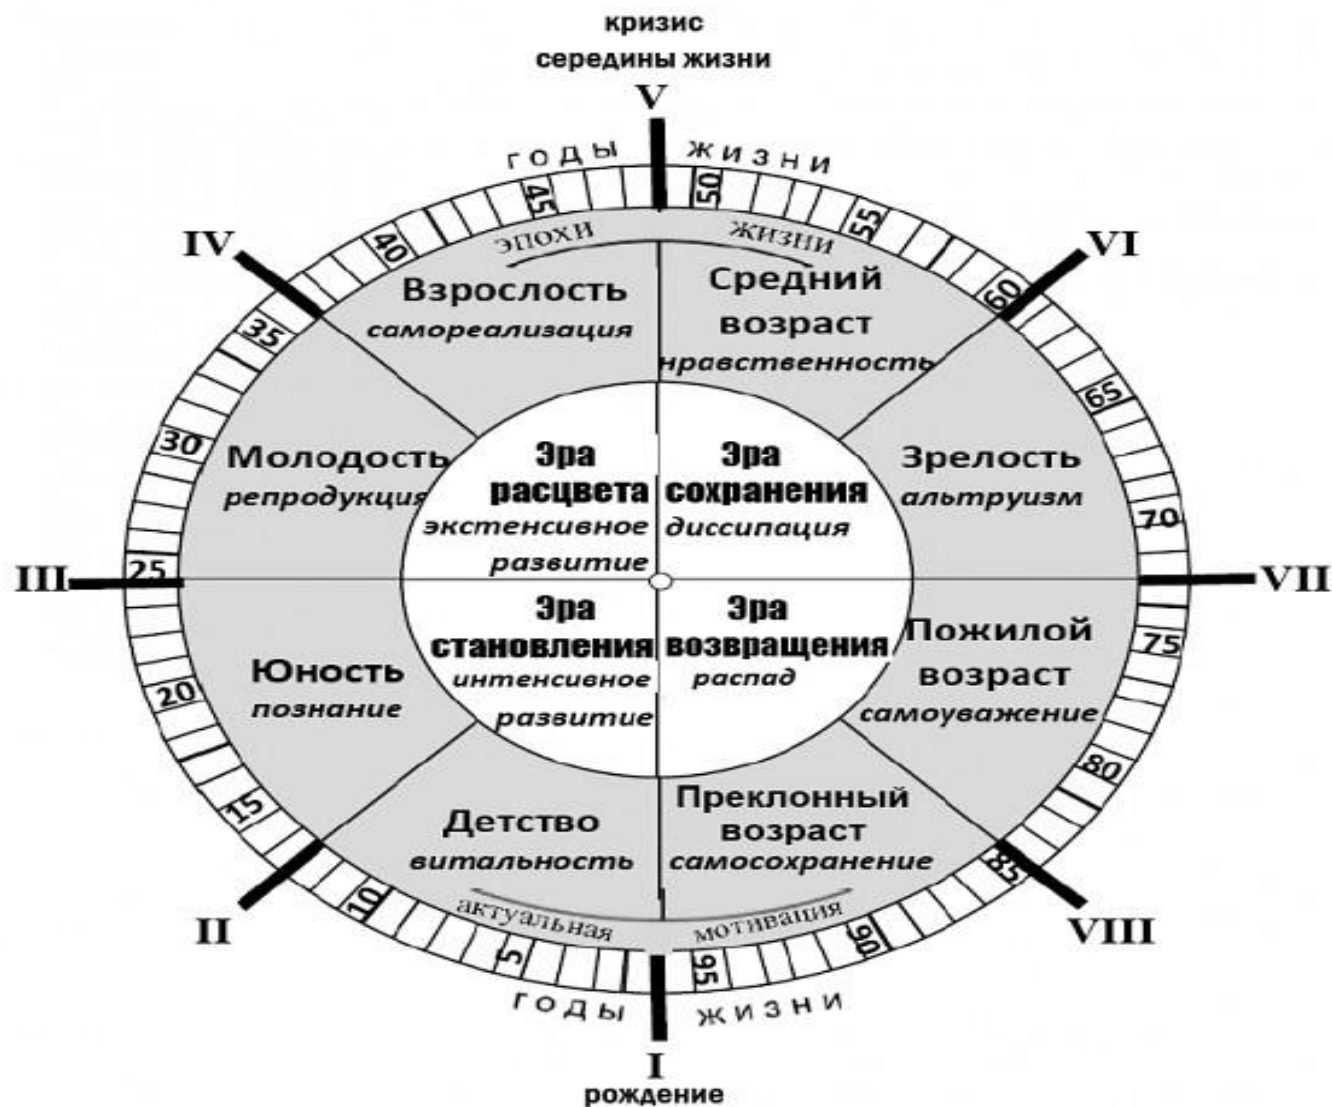 кризис
середины жизни
V
годы жизни
45
50
40
55
IV
VI
эпохи жизни
Взрослость
самореализация
Средний
возраст
нравственность
35
60
30
65
Молодость
репродукция
Зрелость
альтруизм
Эра
расцвета
экстенсивное
развитие
Эра
сохранения
диссипация
70
25
III
VII
Эра
становления
интенсивное
развитие
Эра
возвращения
распад
Юность
познание
Пожилой
возраст
самоуважение
20
75
15
80
Детство
витальность
Преклонный
возраст
самосохранение
актуальная мотивация
10
85
II
VIII
5
90
95
годы жизни
I
рождение